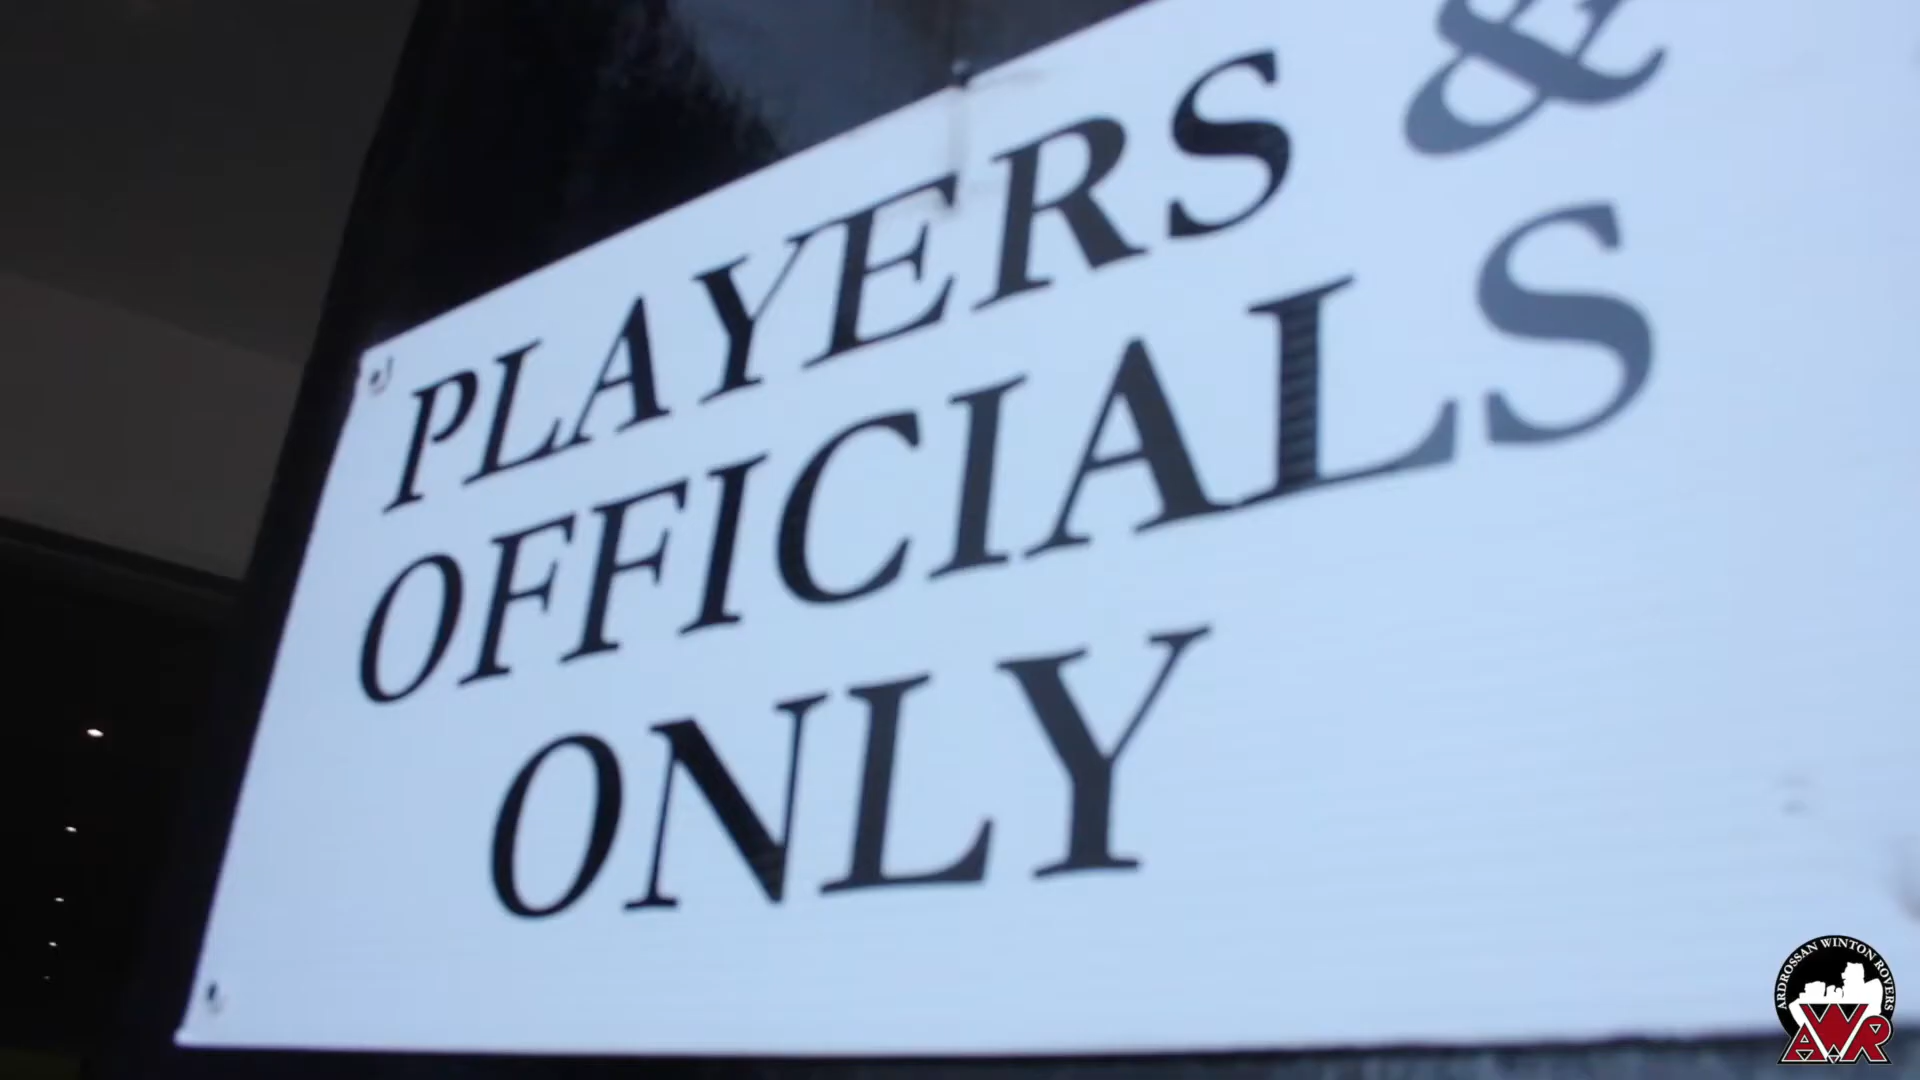 PLAYERS &
OFFICIALS
ONLY
ARDROSSAN WINTON ROVERS
AWR